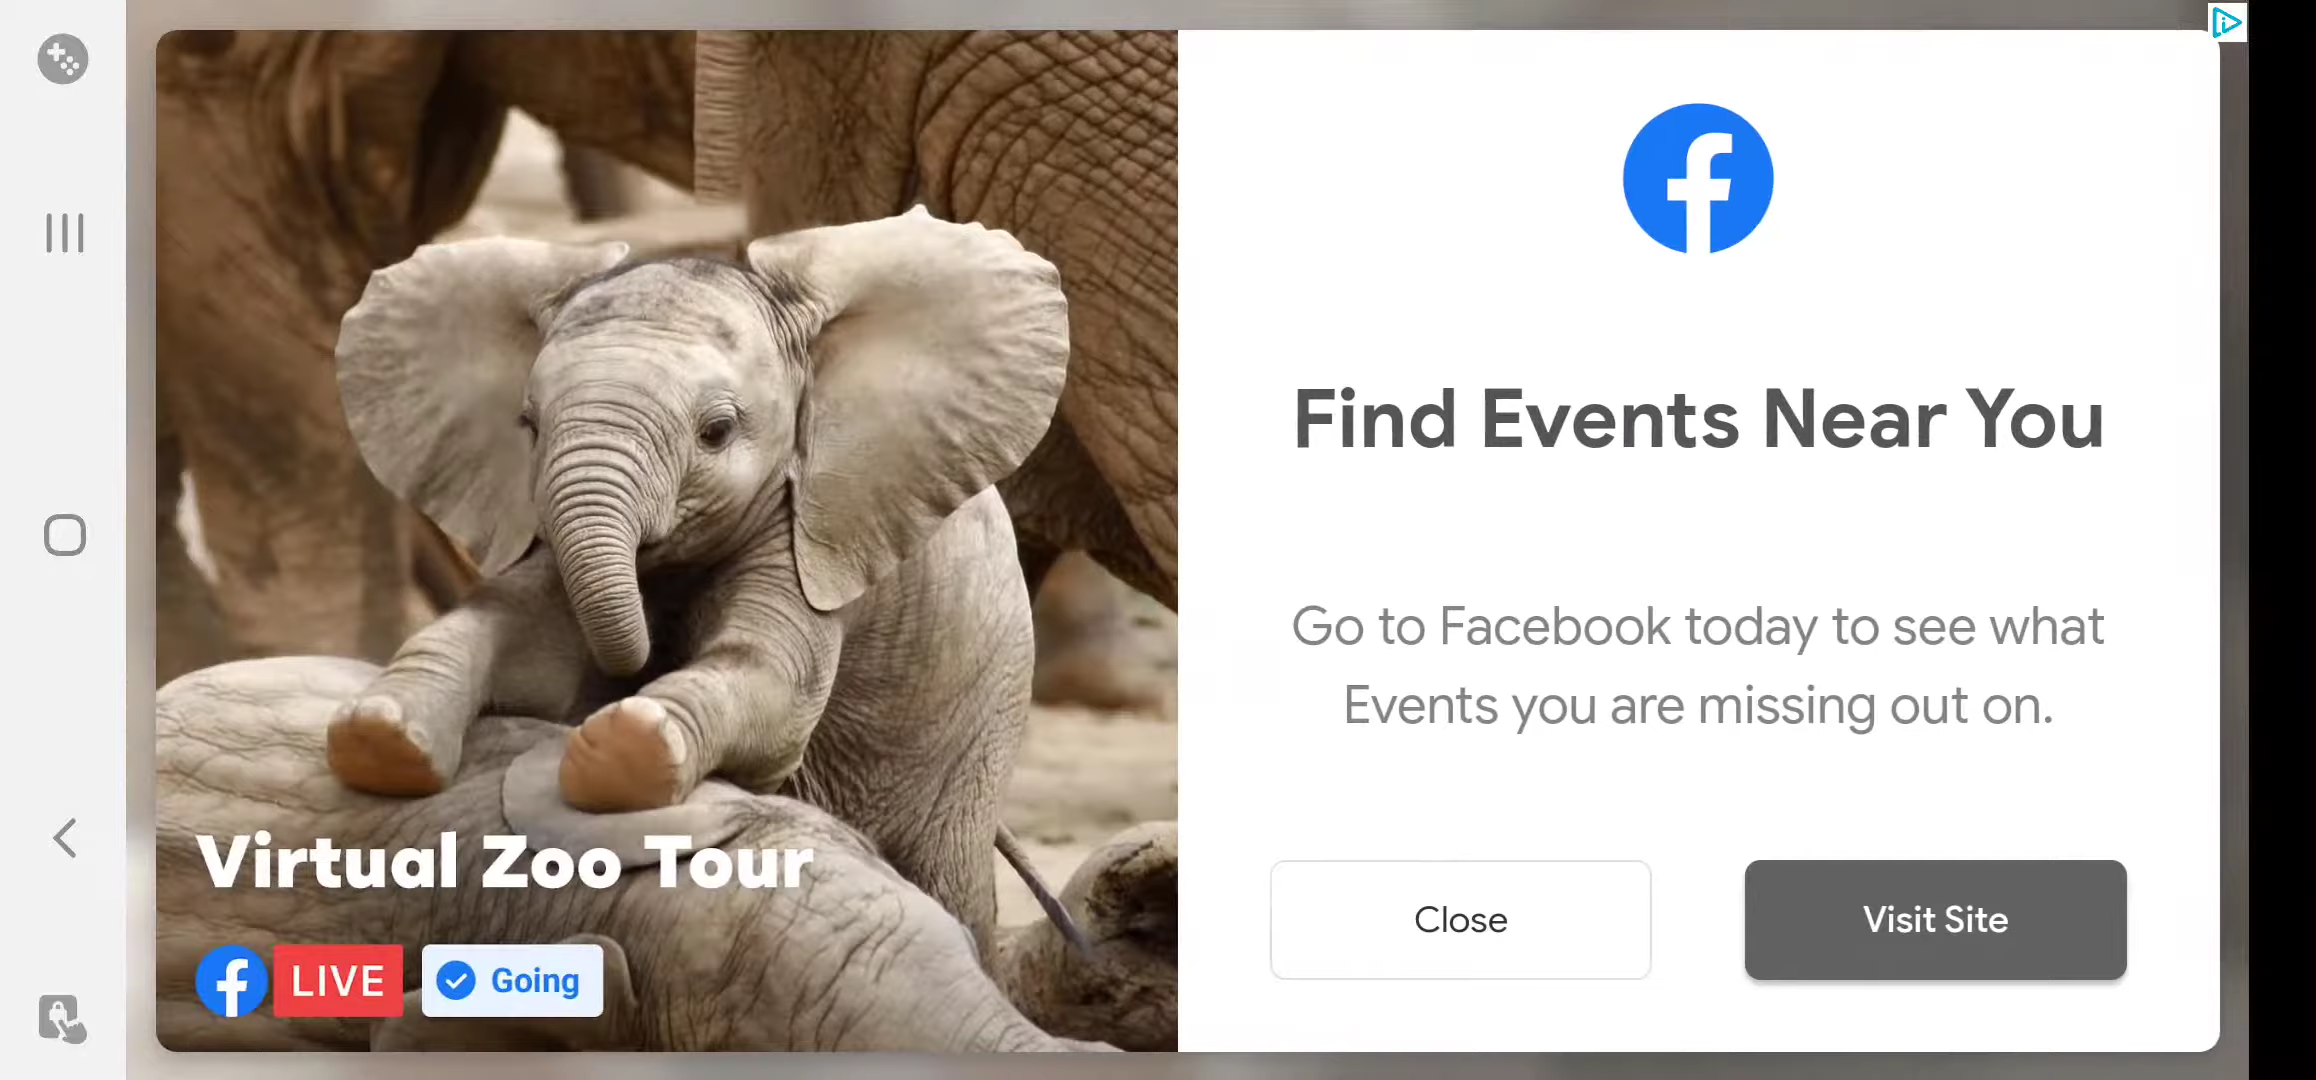 Find Events Near You
Go to Facebook today to see what
Events you are missing out on.
Close
Visit Site
Virtual Zoo Tour
LIVE
Going